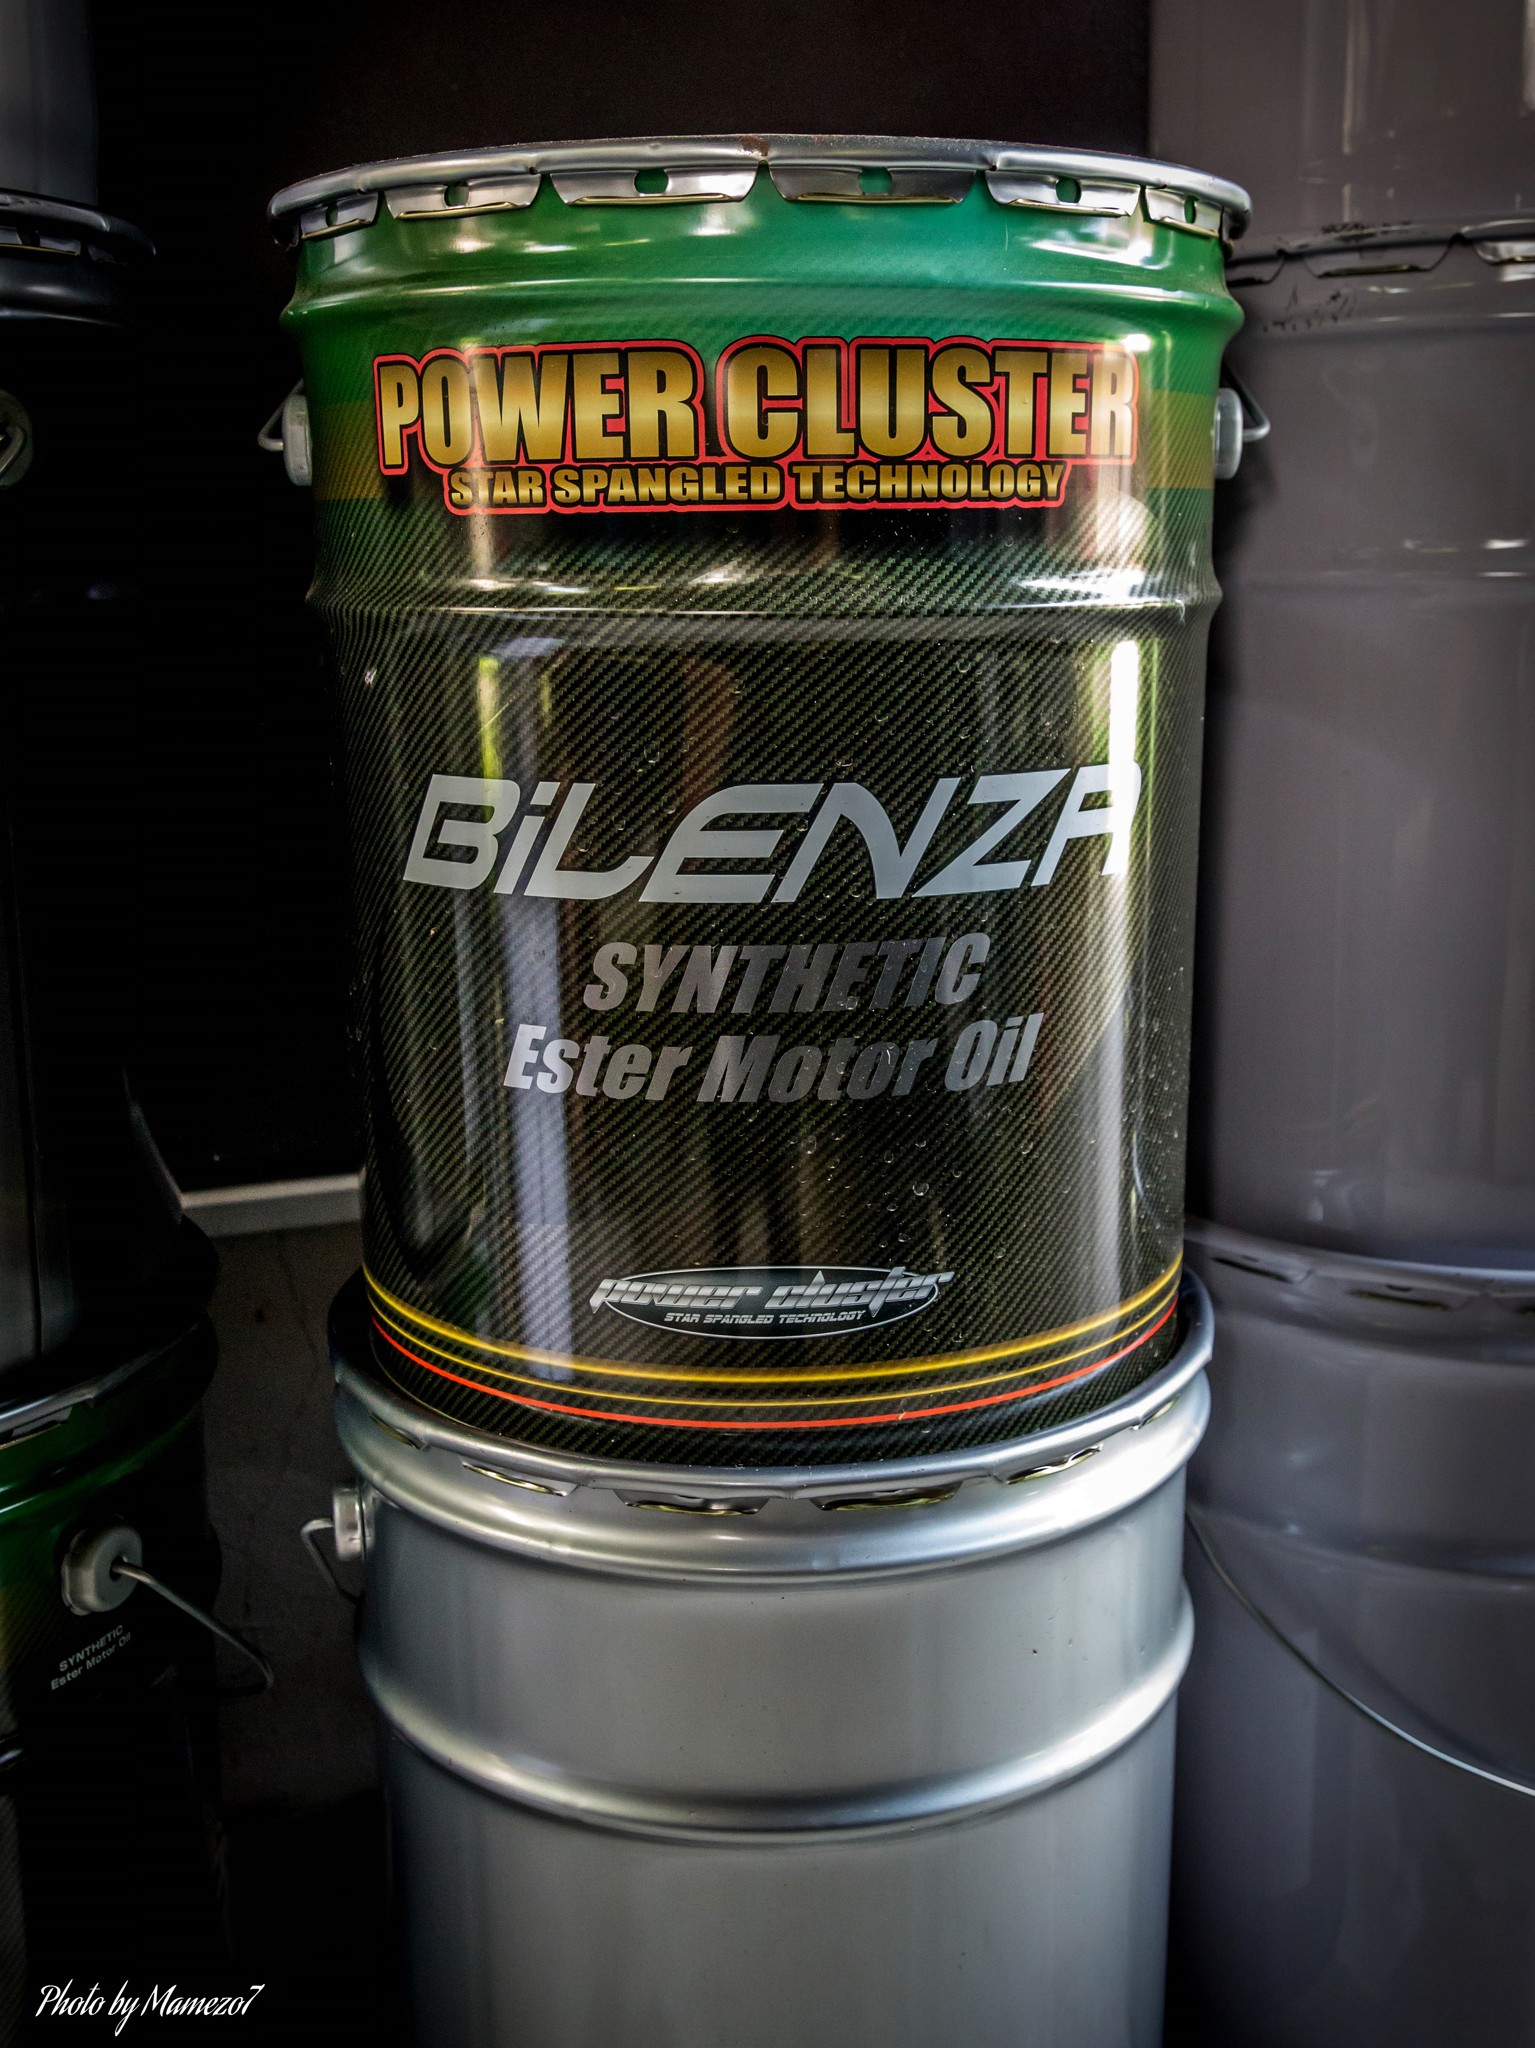 POWER CLUSTER
STAR SPANGLED TECHNOLOGY
BiLENZA
SYNTHETIC
Ester Motor Oil
power cluster
STAR SPANGLED TECHNOLOGY
SYNTHETIC
Ester Motor Oil
Photo by Mamezo7